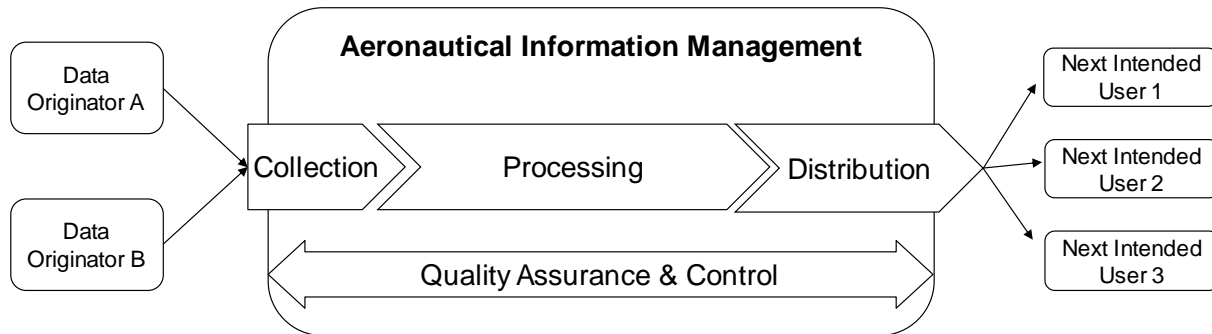 Aeronautical Information Management
Data
Originator A
Data
Originator B
Collection
Processing
Distribution
Quality Assurance & Control
Next Intended
User 1
Next Intended
User 2
Next Intended
User 3